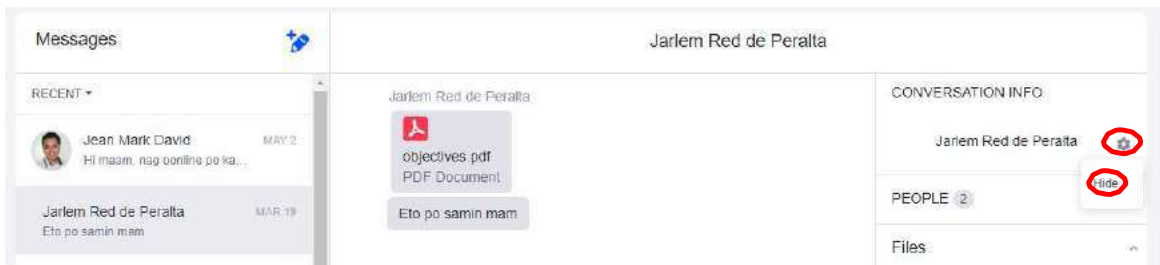 Messages
Jarlem Red de Peralta
RECENT
Jean Mark David MAY 2
Hi maam, nag oonline po ka...
Jarlem Red de Peralta MAR 19
Eto po samin mam
Jarlem Red de Peralta
objectives.pdf
PDF Document
Eto po samin mam
CONVERSATION INFO
Jarlem Red de Peralta
Hide
PEOPLE 2
Files